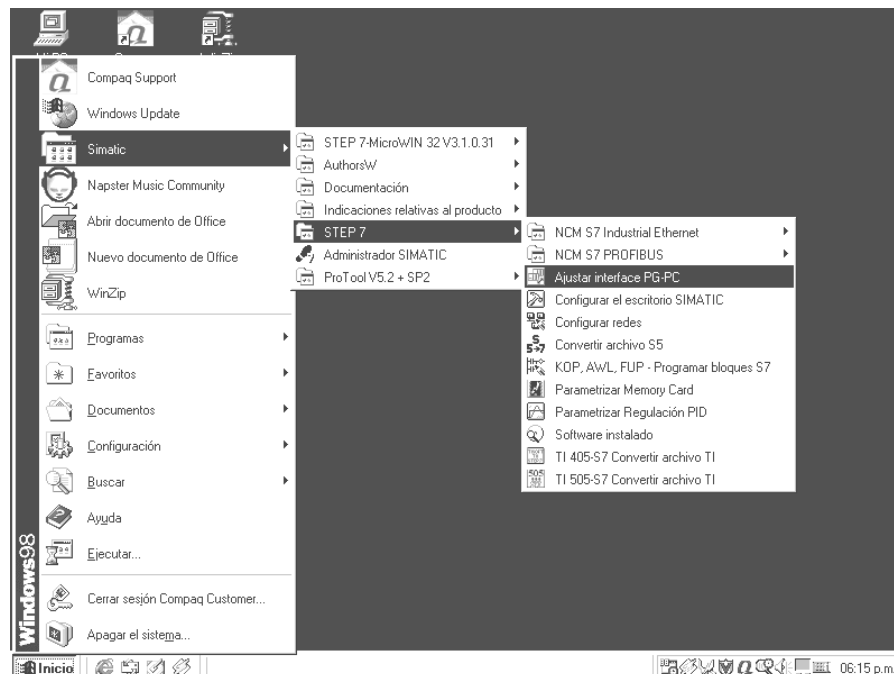 Compaq Support
Windows Update
Simatic
Napster Music Community
Abrir documento de Office
Nuevo documento de Office
WinZip
Programas
Favoritos
Documentos
Configuración
Buscar
Ayuda
Ejecutar...
Cerrar sesión Compaq Customer...
Apagar el sistema...
Windows98
STEP 7-MicroWIN 32 V3.1.0.31
AuthorsW
Documentación
Indicaciones relativas al producto
STEP 7
Administrador SIMATIC
ProTool V5.2 + SP2
NCM S7 Industrial Ethernet
NCM S7 PROFIBUS
Ajustar interface PG-PC
Configurar el escritorio SIMATIC
Configurar redes
Convertir archivo S5
KOP, AWL, FUP - Programar bloques S7
Parametrizar Memory Card
Parametrizar Regulación PID
Software instalado
TI 405-S7 Convertir archivo TI
TI 505-S7 Convertir archivo TI
Inicio
06:15 p.m.